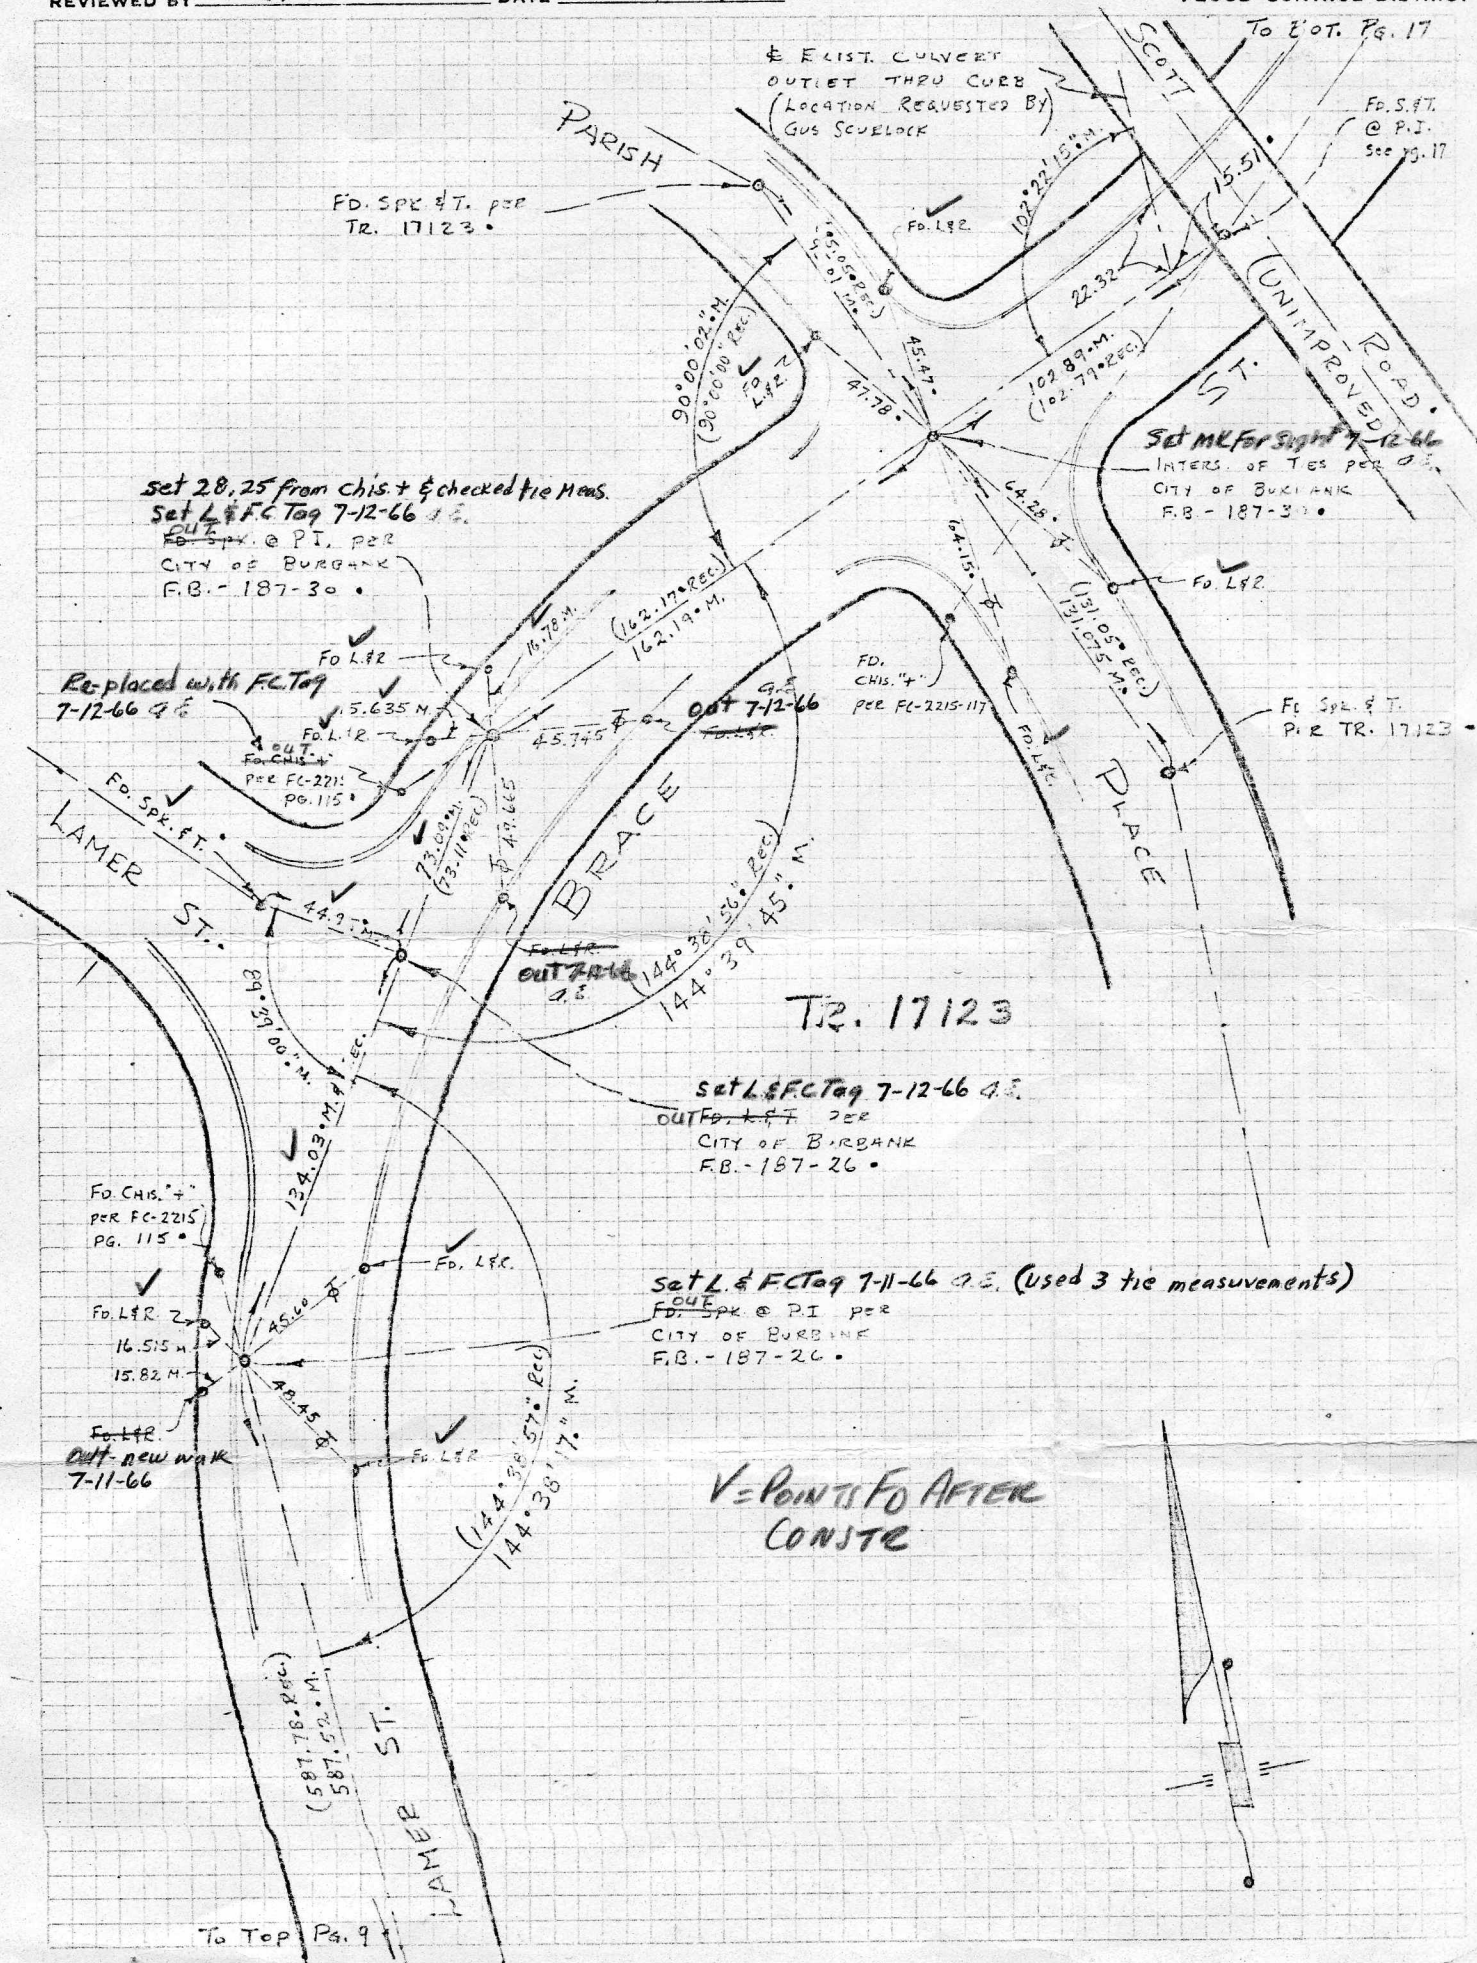 REVIEWED BY
DATE
FLOOD CONTROL DISTRICT
TO BOT. PG. 17
SCOTT
ROAD
(UNIMPROVED)
₵ EXIST. CULVERT
OUTLET THRU CURB
(LOCATION REQUESTED BY)
GUS SCURLOCK
FD. S.&T.
@ P.I.
See pg. 17
15.51
102°22'15" M.
PARISH
FD. SPK. & T. PER
TR. 17123
FD. L&R.
22.32
90°00'02" M.
(90°00'00" REC.)
FD.
L&R.
45.47
47.78
102.89 M.
(102.79 REC.)
ST.
Set MK For Sight 7-12-66
INTERS. OF TIES PER
CITY OF BURBANK
F.B. - 187-30
set 28.25 from chis. + & checked tie Meas.
Set L & F.C. Tag 7-12-66 a.E.
OUT
FD. Spk. @ P.I. PER
CITY OF BURBANK
F.B. - 187-30
64.28
64.15
FD. L&R.
(131.05 REC.)
131.075 M.
16.78 M.
(162.17 REC.)
162.19 M.
FD L.&R
Re-placed with F.C. Tag
7-12-66 a.E
15.635 M.
FD. L.&R.
OUT.
FD. CHIS "+"
PER FC-2215
PG. 115
45.745
a.E
OUT 7-12-66
FD. L&R.
FD.
CHIS. "+"
PER FC-2215-117
FD. L&R.
FD SPK. & T.
PER TR. 17123
PLACE
FD. SPK. & T.
LAMER
ST.
73.09 M.
(73.11 REC)
49.665
BRACE
44.27 M.
FD. L&R.
OUT 7-12-66
a.E.
(144°38'56" REC)
144°39'45" M.
89°39'00" M.
TR. 17123
134.03 M. & REC.
set L & F.C Tag 7-12-66 a.E.
OUT FD. L.&T PER
CITY OF BURBANK
F.B. - 187-26
FD. CHIS. "+"
PER FC-2215
PG. 115
FD. L&R.
FD. L&R.
45.60
16.515 M.
15.82 M.
set L. & F.C Tag 7-11-66 a.E. (used 3 tie measurements)
OUT
FD. SPK @ P.I PER
CITY OF BURBANK
F.B. - 187-26
48.45
FD. L&R.
Out - new walk
7-11-66
FD. L&R
(144°38'57" REC)
144°38'17" M.
V = POINTS FD AFTER
CONSTR
(587.78 REC.)
587.52 M.
LAMER ST.
TO TOP PG. 9